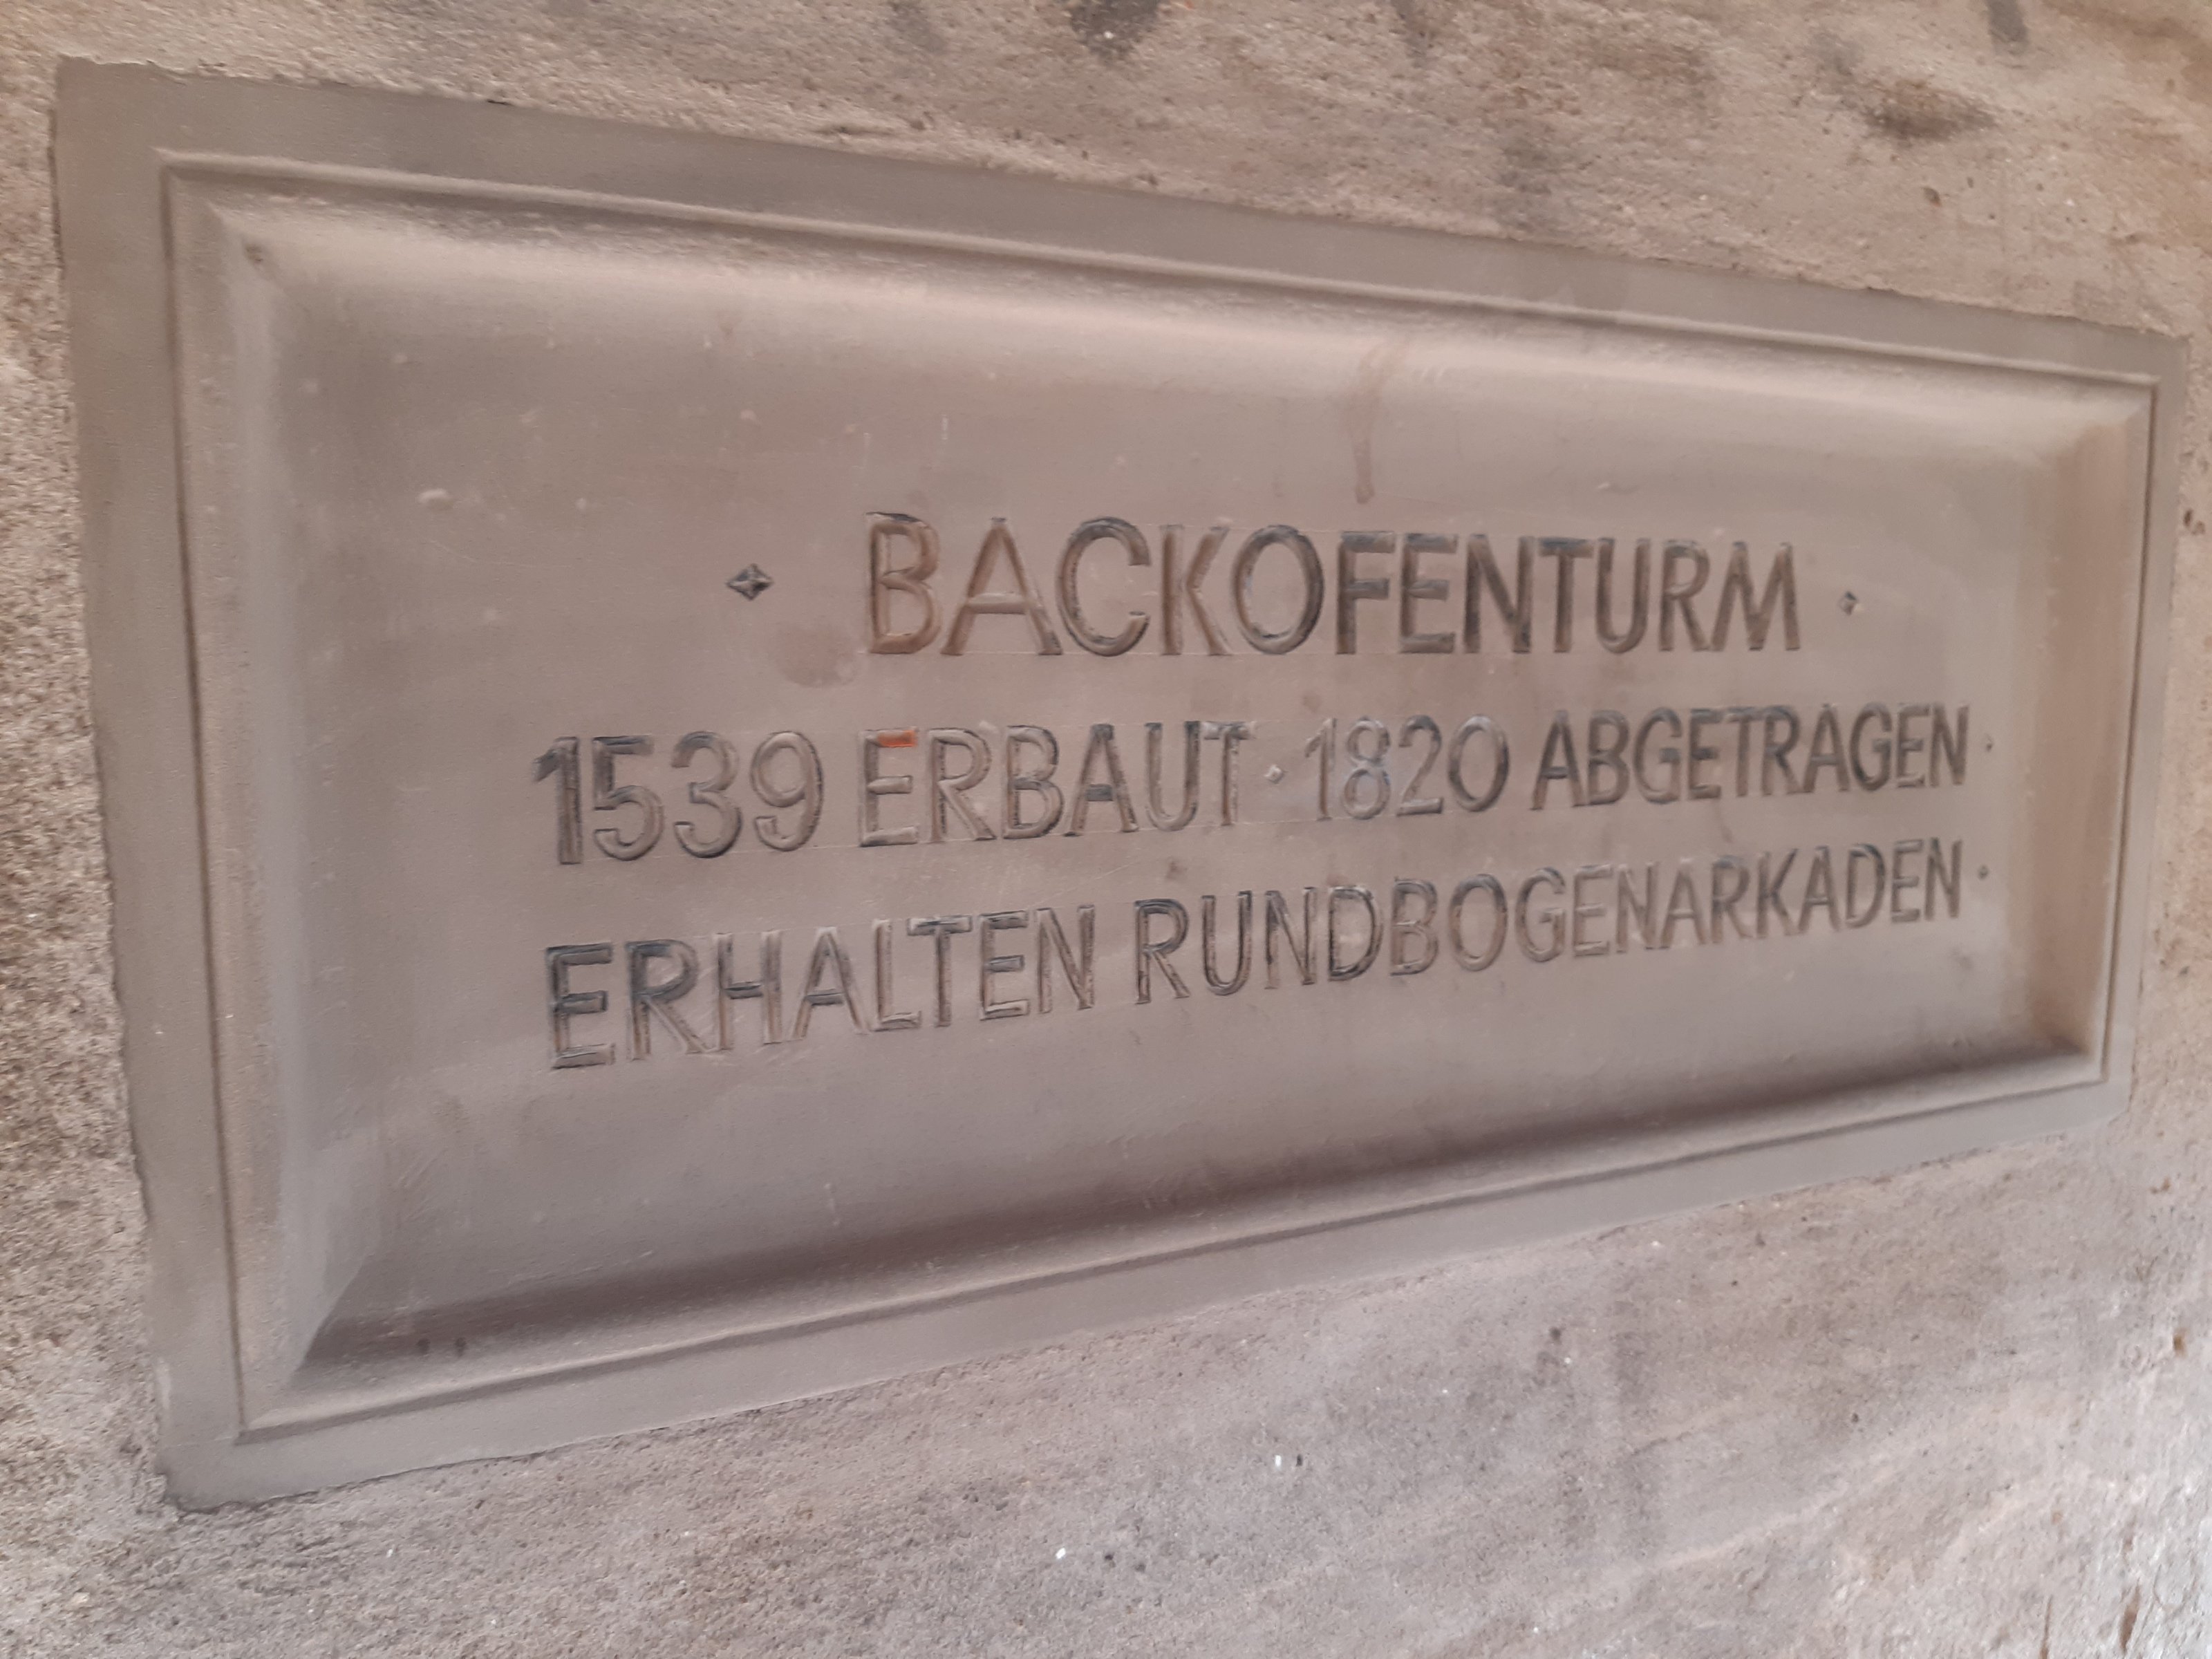 · BACKOFENTURM ·
1539 ERBAUT · 1820 ABGETRAGEN ·
ERHALTEN RUNDBOGENARKADEN ·